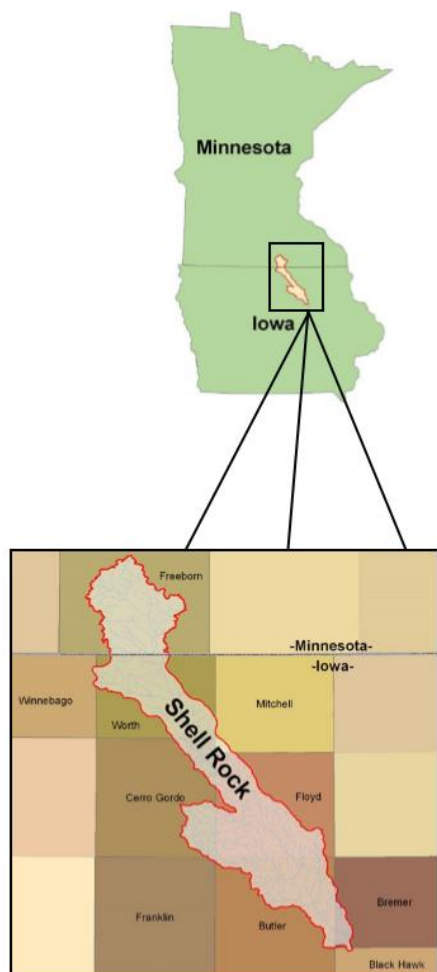 Minnesota
Iowa
Freeborn
-Minnesota-
-Iowa-
Winnebago
Mitchell
Worth
Shell Rock
Cerro Gordo
Floyd
Bremer
Franklin
Butler
Black Hawk